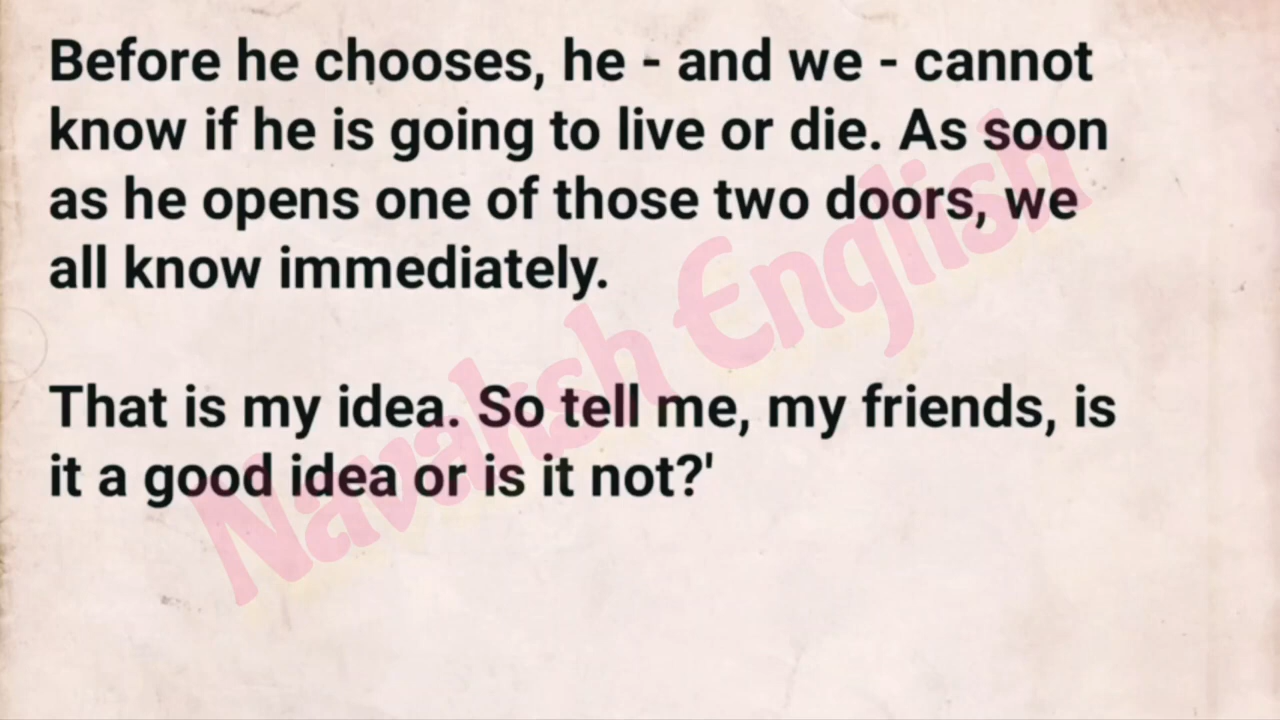 Before he chooses, he - and we - cannot
know if he is going to live or die. As soon
as he opens one of those two doors, we
all know immediately.
That is my idea. So tell me, my friends, is
it a good idea or is it not?'
Navaksh English